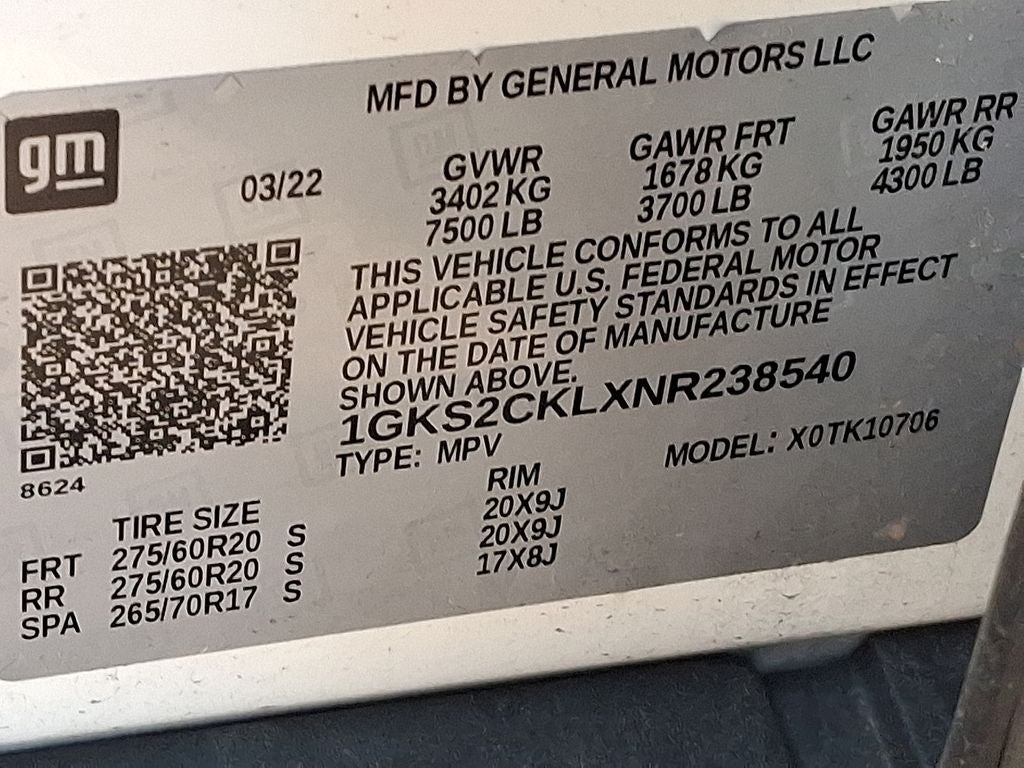 MFD BY GENERAL MOTORS LLC
gm
03/22
GVWR GAWR FRT GAWR RR
3402 KG 1678 KG 1950 KG
7500 LB 3700 LB 4300 LB
THIS VEHICLE CONFORMS TO ALL
APPLICABLE U.S. FEDERAL MOTOR
VEHICLE SAFETY STANDARDS IN EFFECT
ON THE DATE OF MANUFACTURE
SHOWN ABOVE.
1GKS2CKLXNR238540
TYPE: MPV MODEL: X0TK10706
8624
TIRE SIZE RIM
FRT 275/60R20 S 20X9J
RR 275/60R20 S 20X9J
SPA 265/70R17 S 17X8J